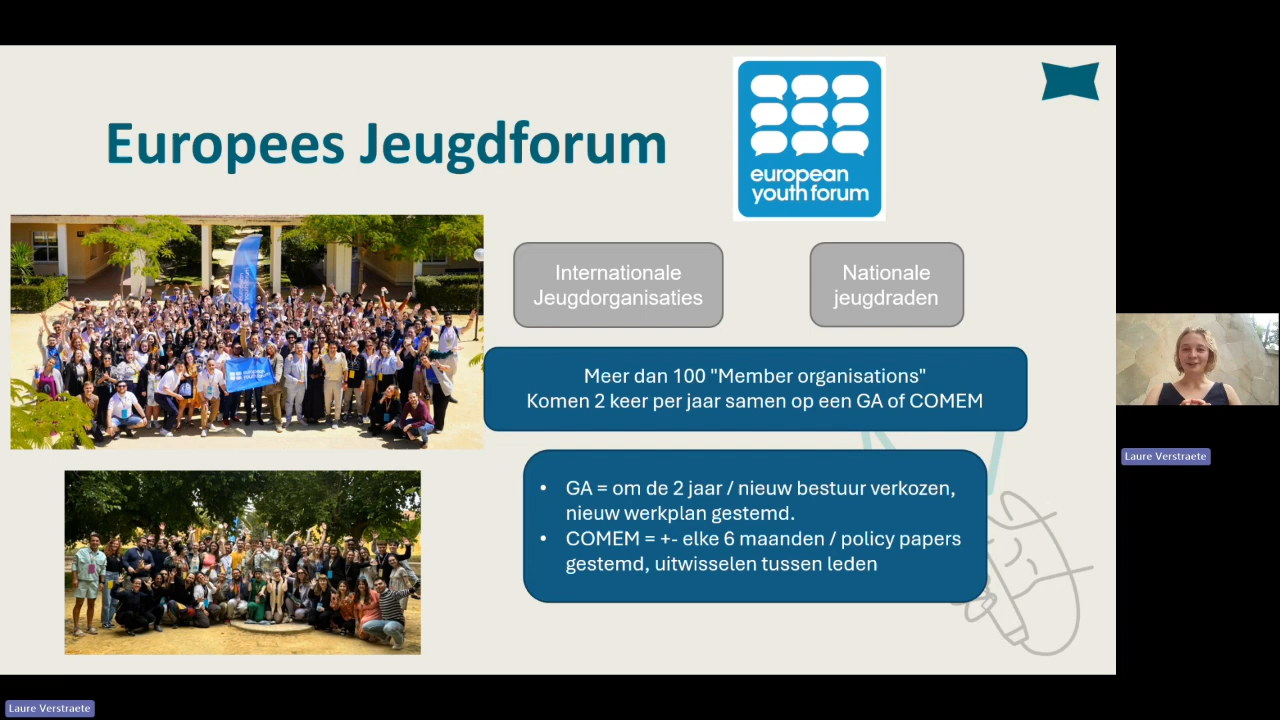 Europees Jeugdforum
european
youth forum
Internationale
Jeugdorganisaties
Nationale
jeugdraden
Meer dan 100 "Member organisations"
Komen 2 keer per jaar samen op een GA of COMEM
• GA = om de 2 jaar / nieuw bestuur verkozen,
nieuw werkplan gestemd.
• COMEM = +- elke 6 maanden / policy papers
gestemd, uitwisselen tussen leden
Laure Verstraete
Laure Verstraete